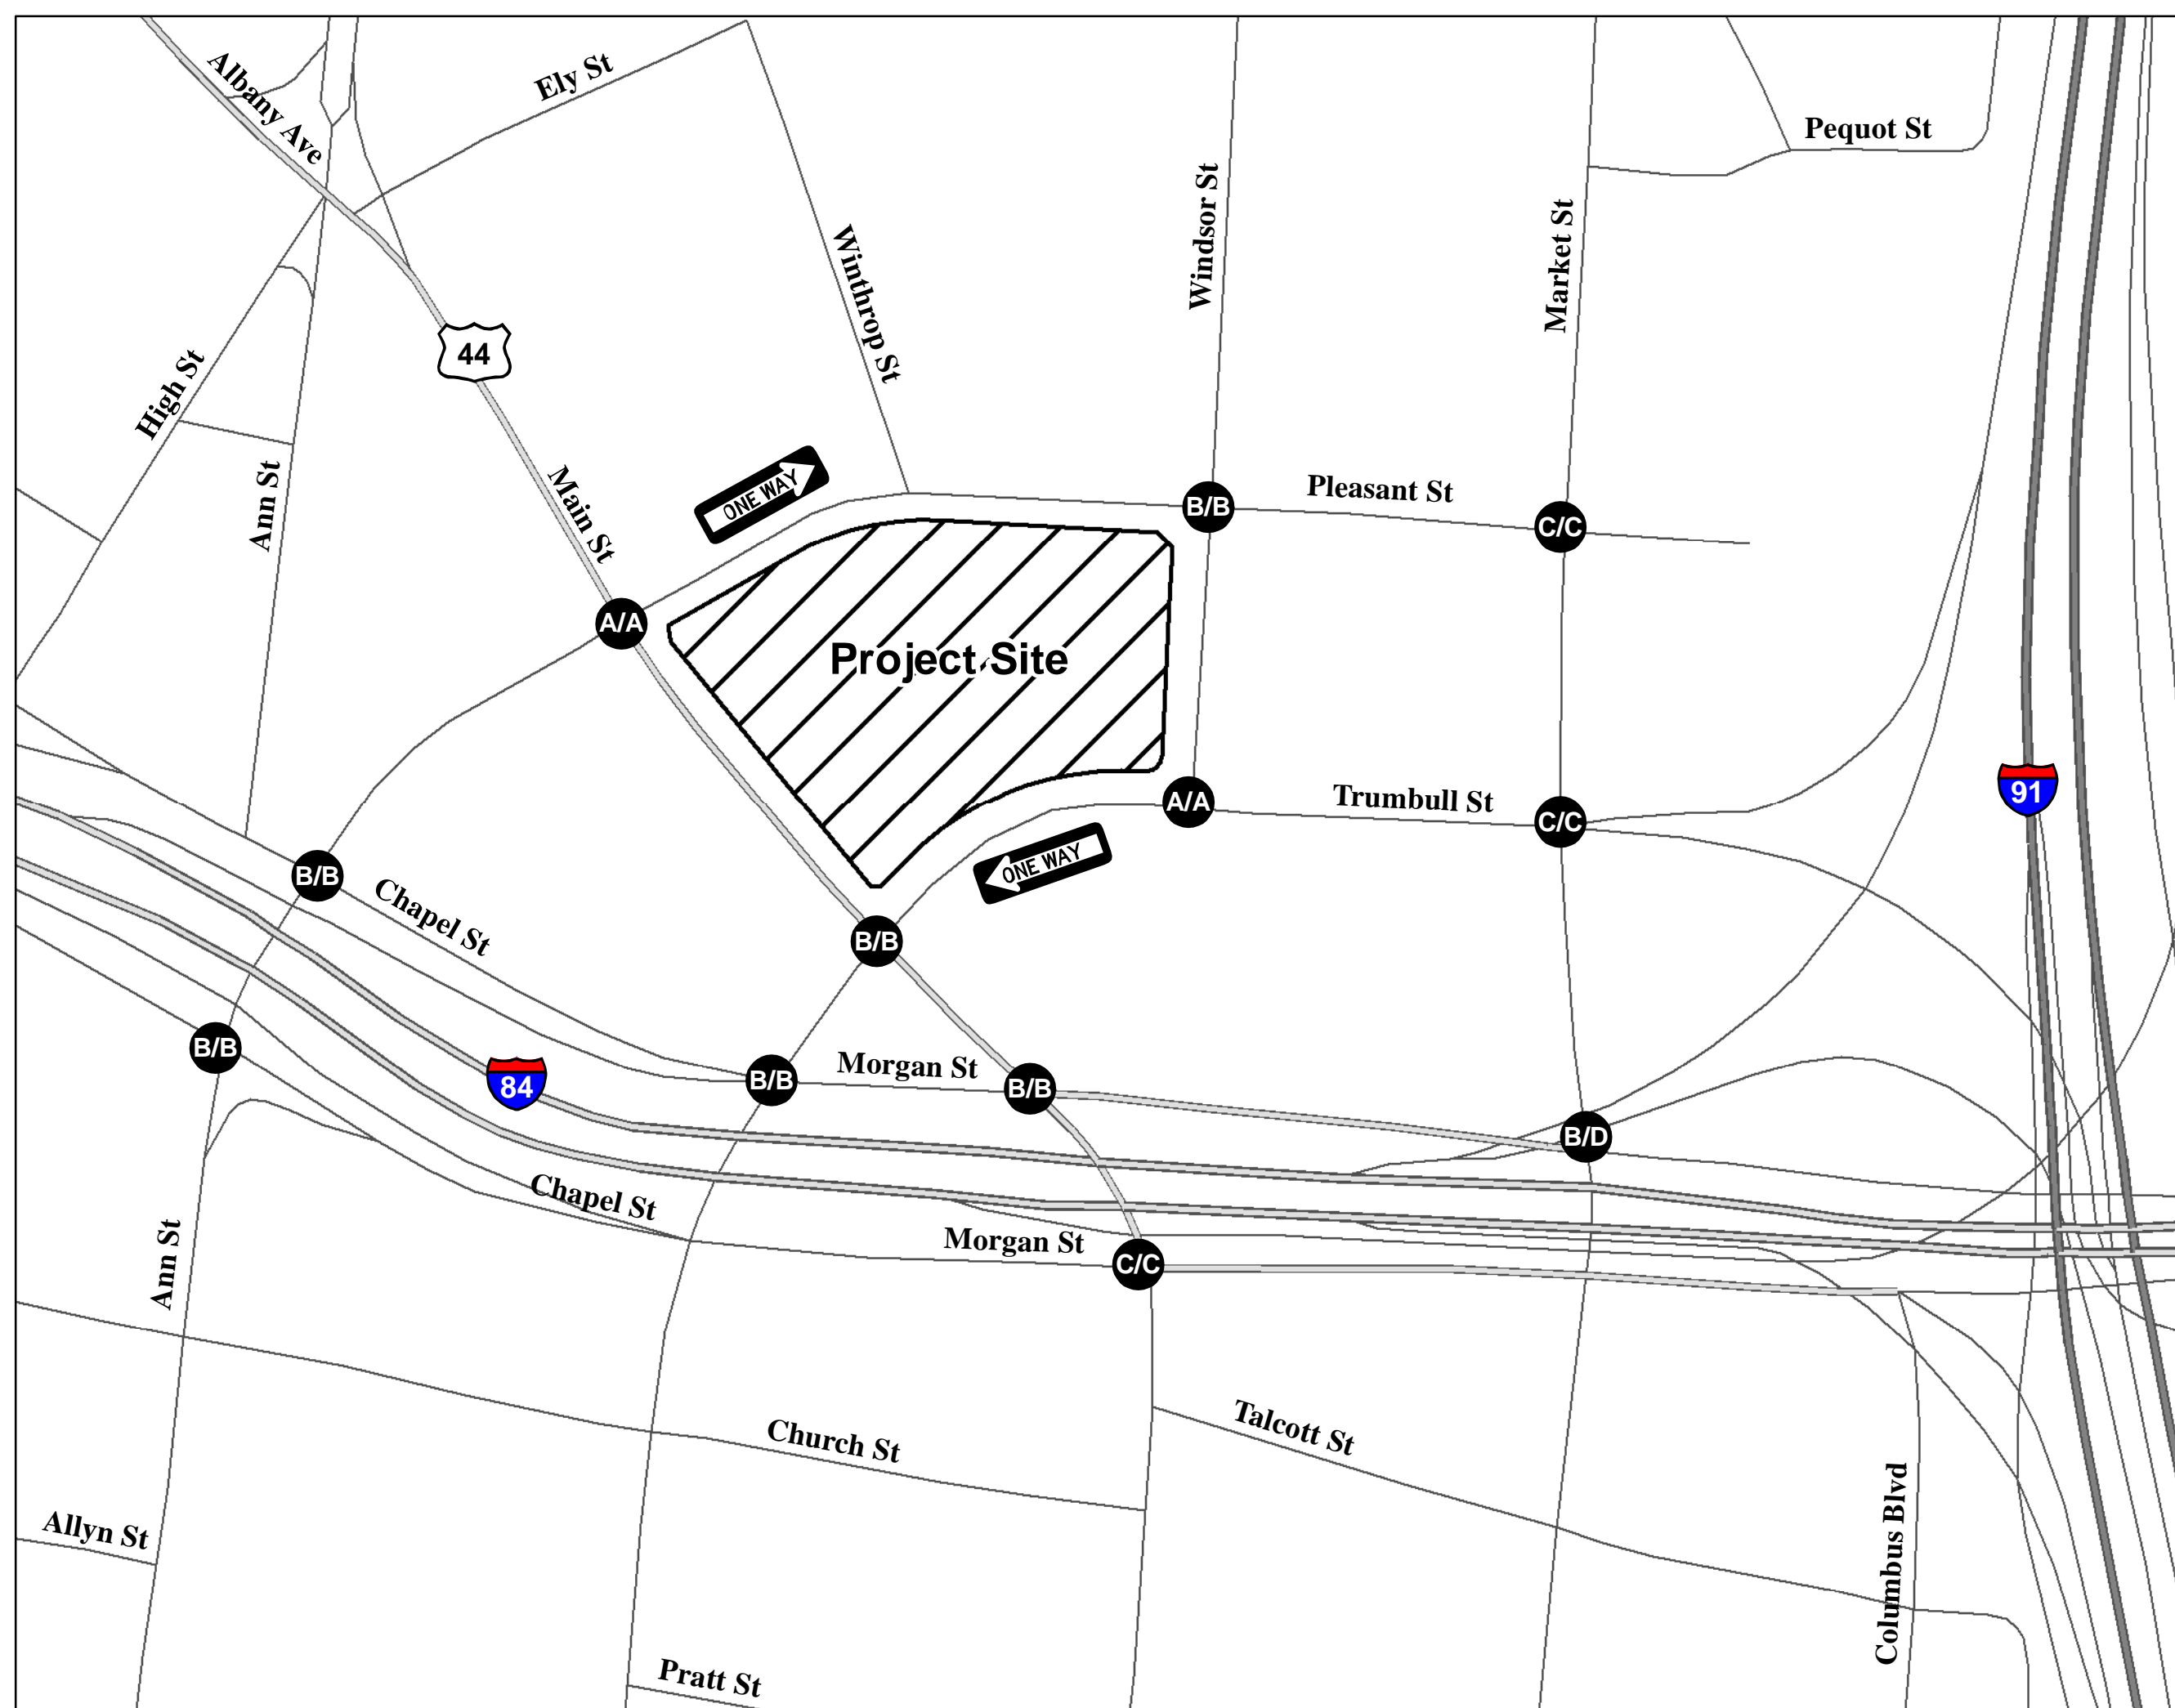 Albany Ave
Ely St
Pequot St
Windsor St
Market St
Winthrop St
44
High St
Ann St
Main St
ONE WAY
B/B
Pleasant St
C/C
A/A
Project Site
91
A/A
Trumbull St
C/C
ONE WAY
B/B
Chapel St
B/B
B/B
84
B/B
Morgan St
B/B
B/D
Chapel St
Morgan St
C/C
Ann St
Church St
Talcott St
Allyn St
Columbus Blvd
Pratt St